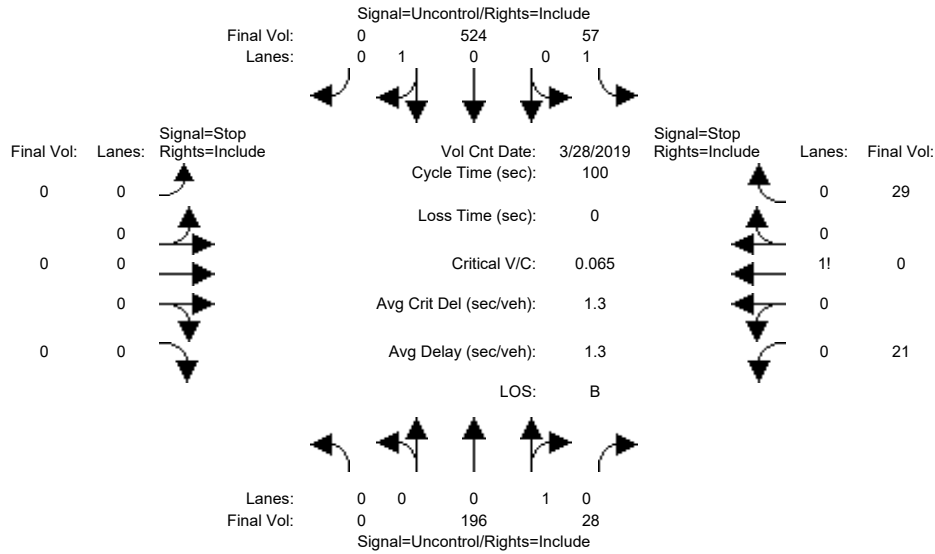 Signal=Uncontrol/Rights=Include
Final Vol: 0 524 57
Lanes: 0 1 0 0 1
Signal=Stop
Final Vol: Lanes: Rights=Include
Vol Cnt Date: 3/28/2019
Signal=Stop
Rights=Include Lanes: Final Vol:
Cycle Time (sec): 100
0 0
0 29
Loss Time (sec): 0
0
0
0 0
Critical V/C: 0.065
1! 0
0
Avg Crit Del (sec/veh): 1.3
0
0 0
Avg Delay (sec/veh): 1.3
0 21
LOS: B
Lanes: 0 0 0 1 0
Final Vol: 0 196 28
Signal=Uncontrol/Rights=Include